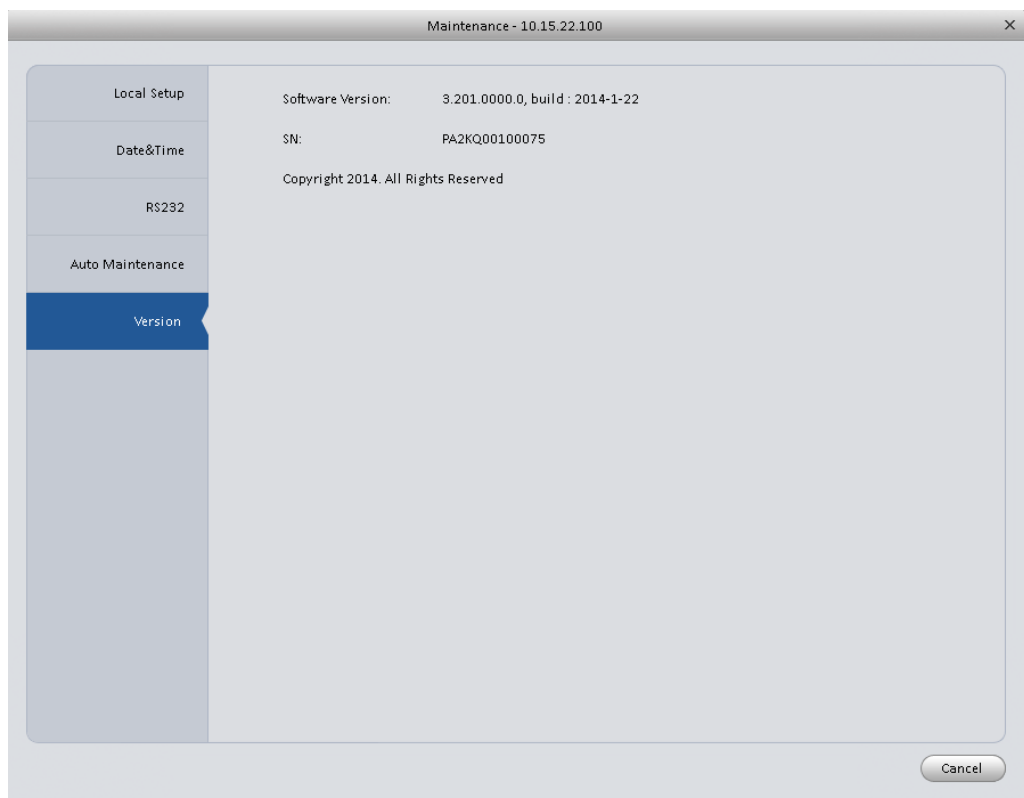 Maintenance - 10.15.22.100
Local Setup
Date&Time
RS232
Auto Maintenance
Version
Software Version: 3.201.0000.0, build : 2014-1-22
SN: PA2KQ00100075
Copyright 2014. All Rights Reserved
Cancel